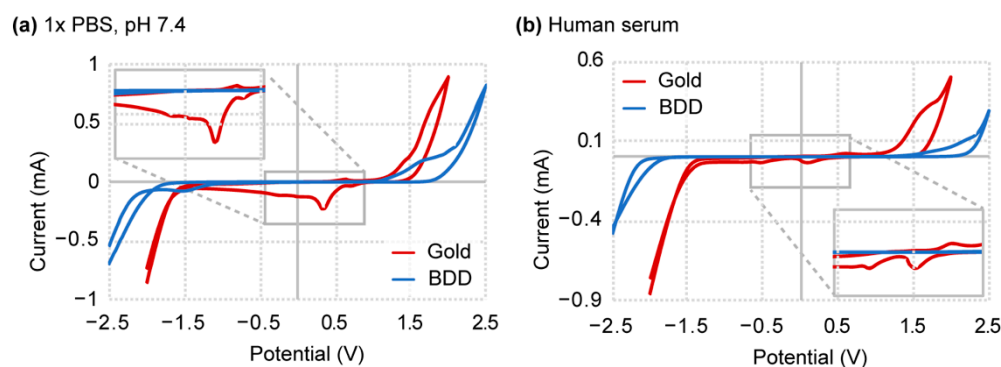 (a) 1x PBS, pH 7.4
1
0.5
0
−0.5
−1
Current (mA)
−2.5 −1.5 −0.5 0.5 1.5 2.5
Potential (V)
Gold
BDD
(b) Human serum
0.6
0.1
−0.4
−0.9
Current (mA)
−2.5 −1.5 −0.5 0.5 1.5 2.5
Potential (V)
Gold
BDD